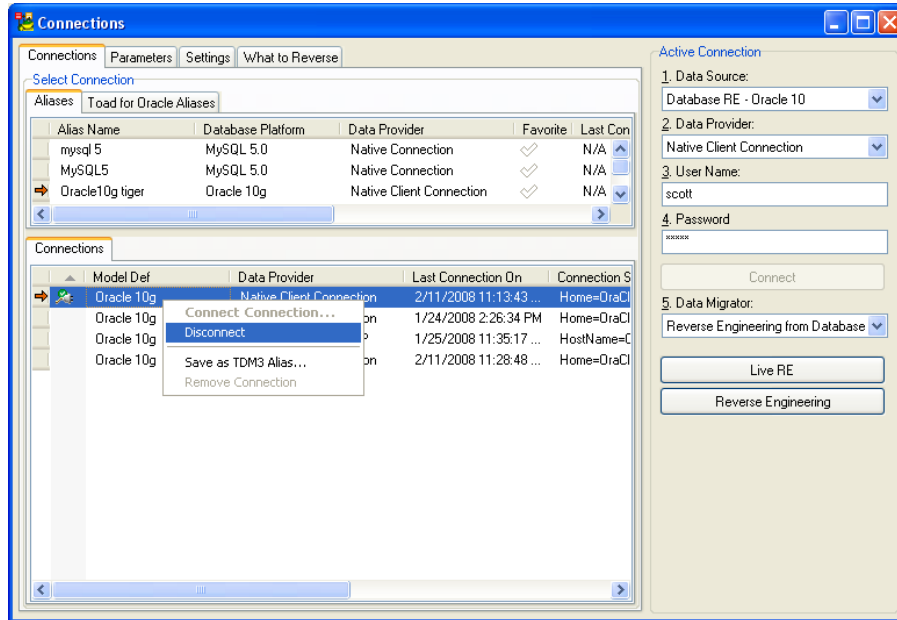 Connections
Connections Parameters Settings What to Reverse
Select Connection
Aliases Toad for Oracle Aliases
Alias Name Database Platform Data Provider Favorite Last Con
mysql 5 MySQL 5.0 Native Connection N/A
MySQL5 MySQL 5.0 Native Connection N/A
Oracle10g tiger Oracle 10g Native Client Connection N/A
Connections
Model Def Data Provider Last Connection On Connection S
Oracle 10g Native Client Connection 2/11/2008 11:13:43 ... Home=OraCl
Oracle 10g on 1/24/2008 2:26:34 PM Home=OraCl
Oracle 10g 1/25/2008 11:35:17 ... HostName=
Oracle 10g on 2/11/2008 11:28:48 ... Home=OraCl
Connect Connection...
Disconnect
Save as TDM3 Alias...
Remove Connection
Active Connection
1. Data Source:
Database RE - Oracle 10
2. Data Provider:
Native Client Connection
3. User Name:
scott
4. Password
×××××
Connect
5. Data Migrator:
Reverse Engineering from Database
Live RE
Reverse Engineering